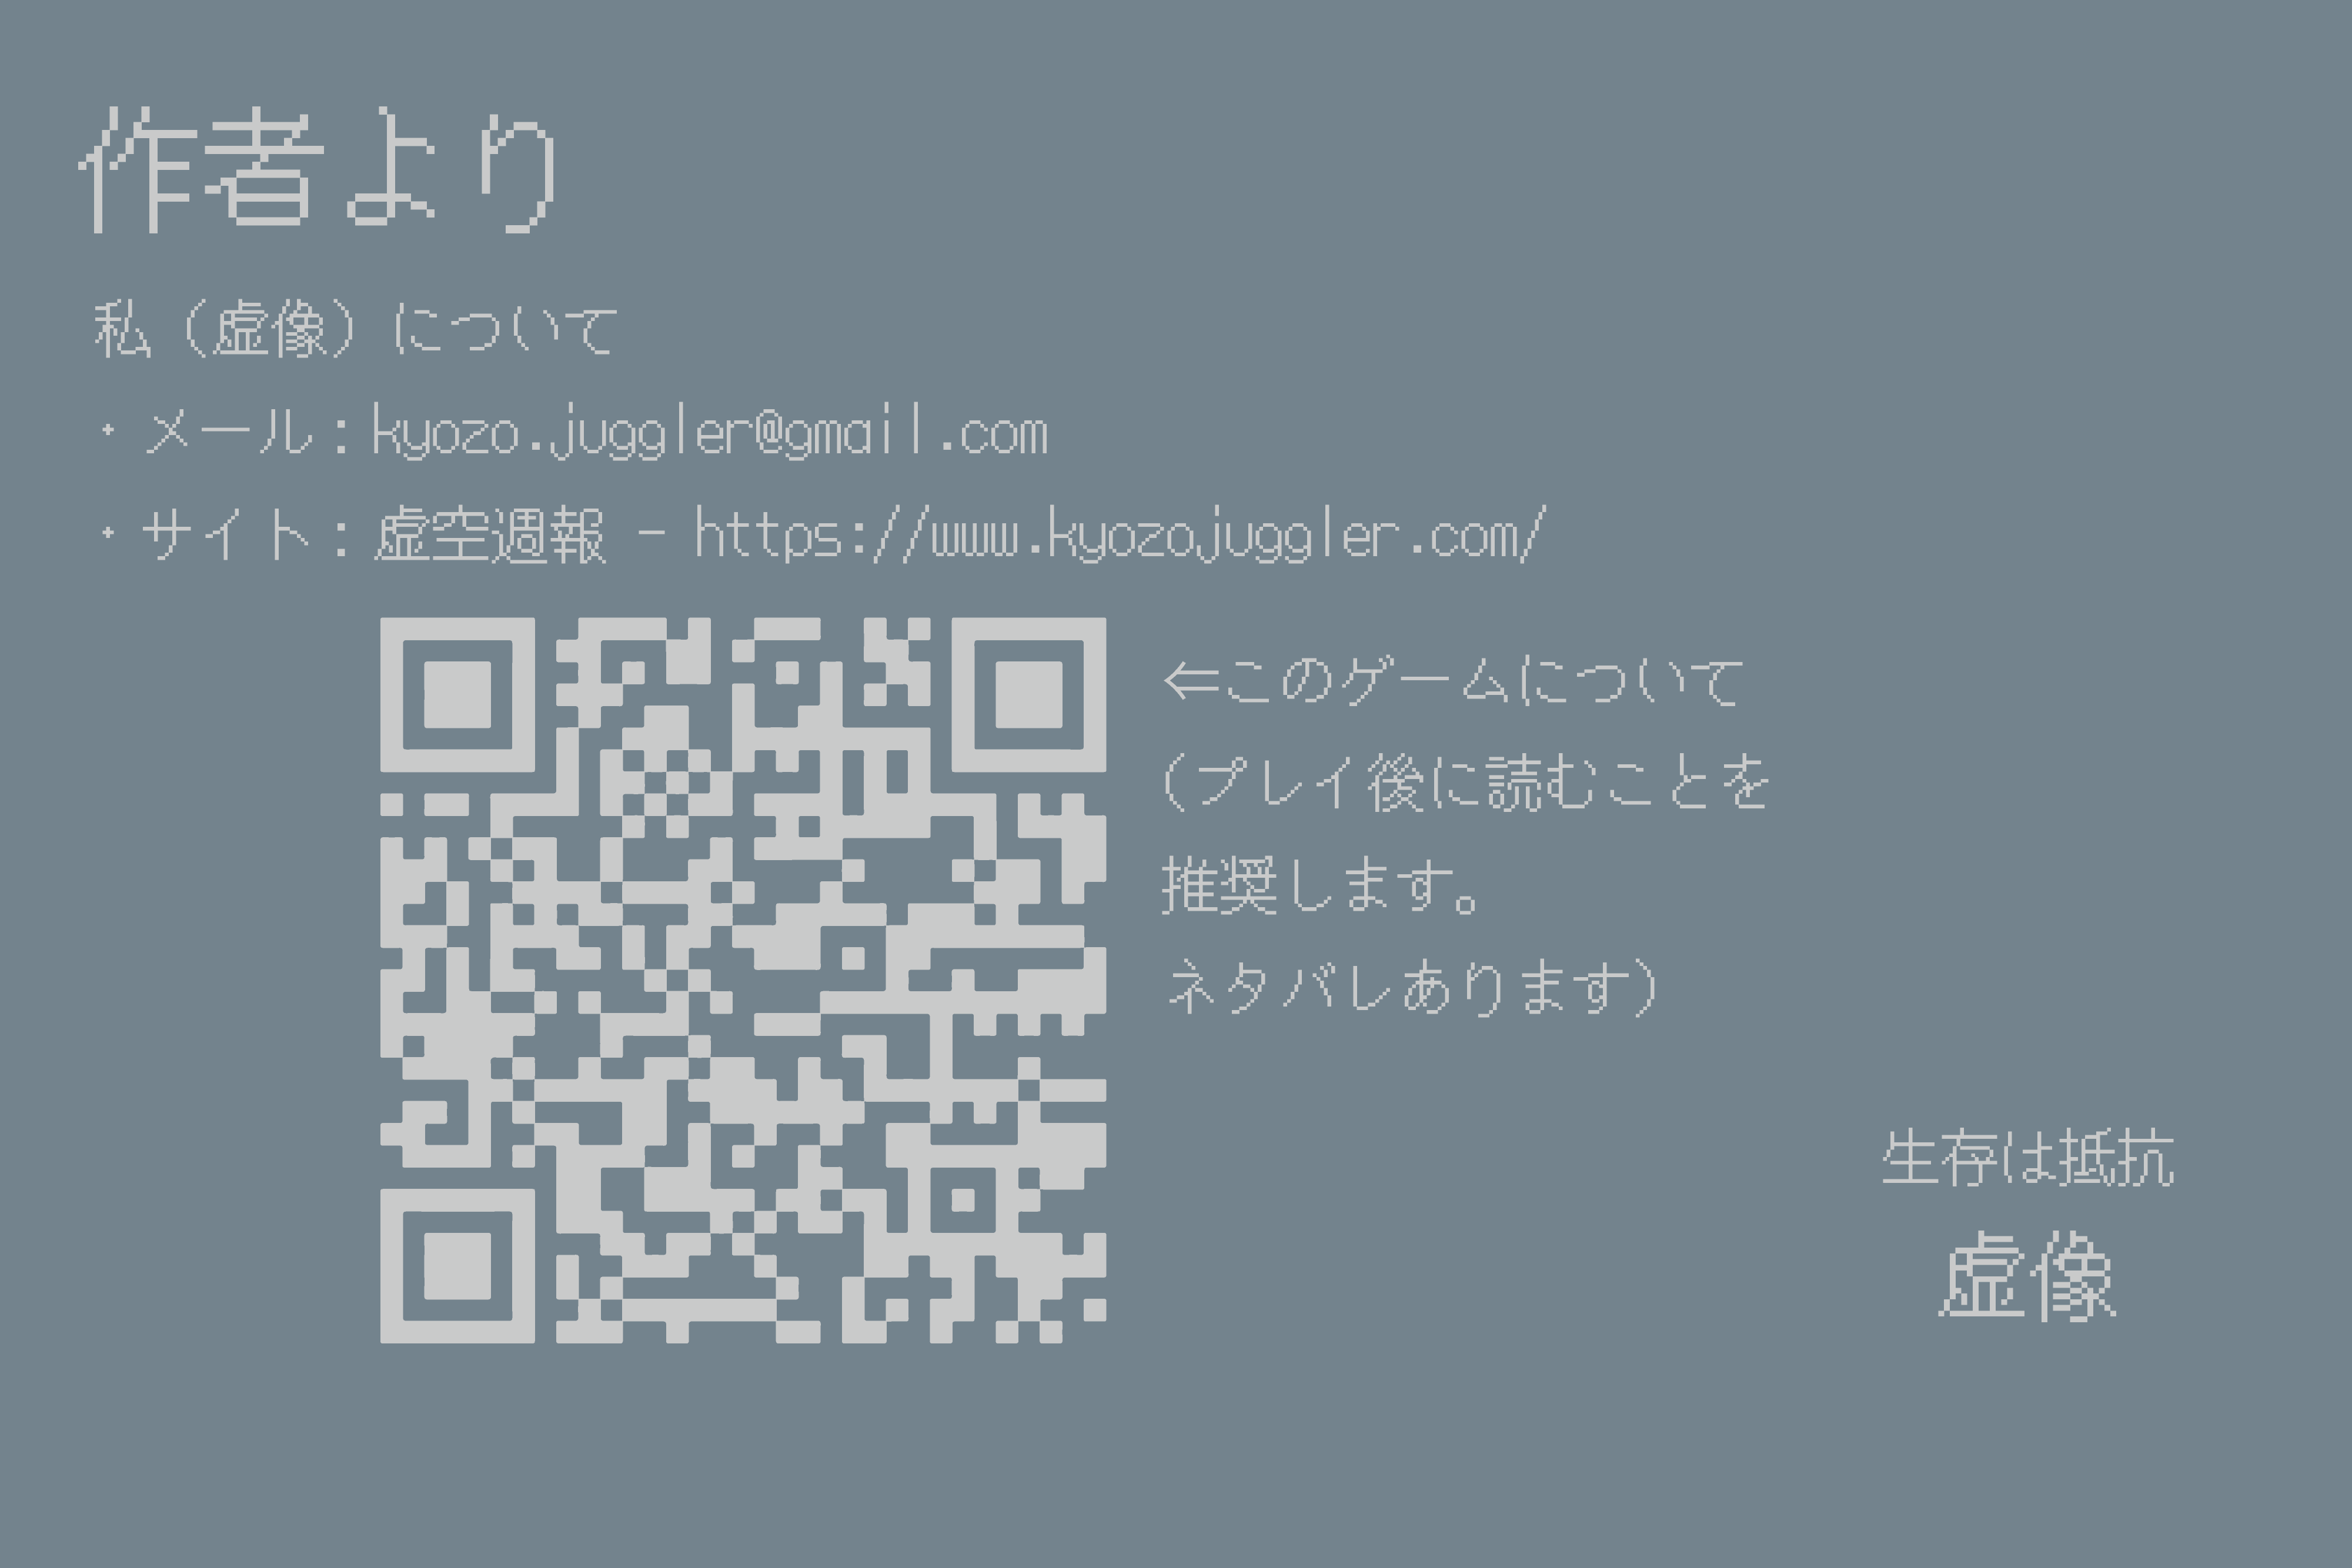 作者より
私（虚像）について
・メール：kyozo.juggler@gmail.com
・サイト：虚空週報 － https://www.kyozojuggler.com/
⇐このゲームについて
（プレイ後に読むことを
推奨します。
ネタバレあります）
生存は抵抗
虚像